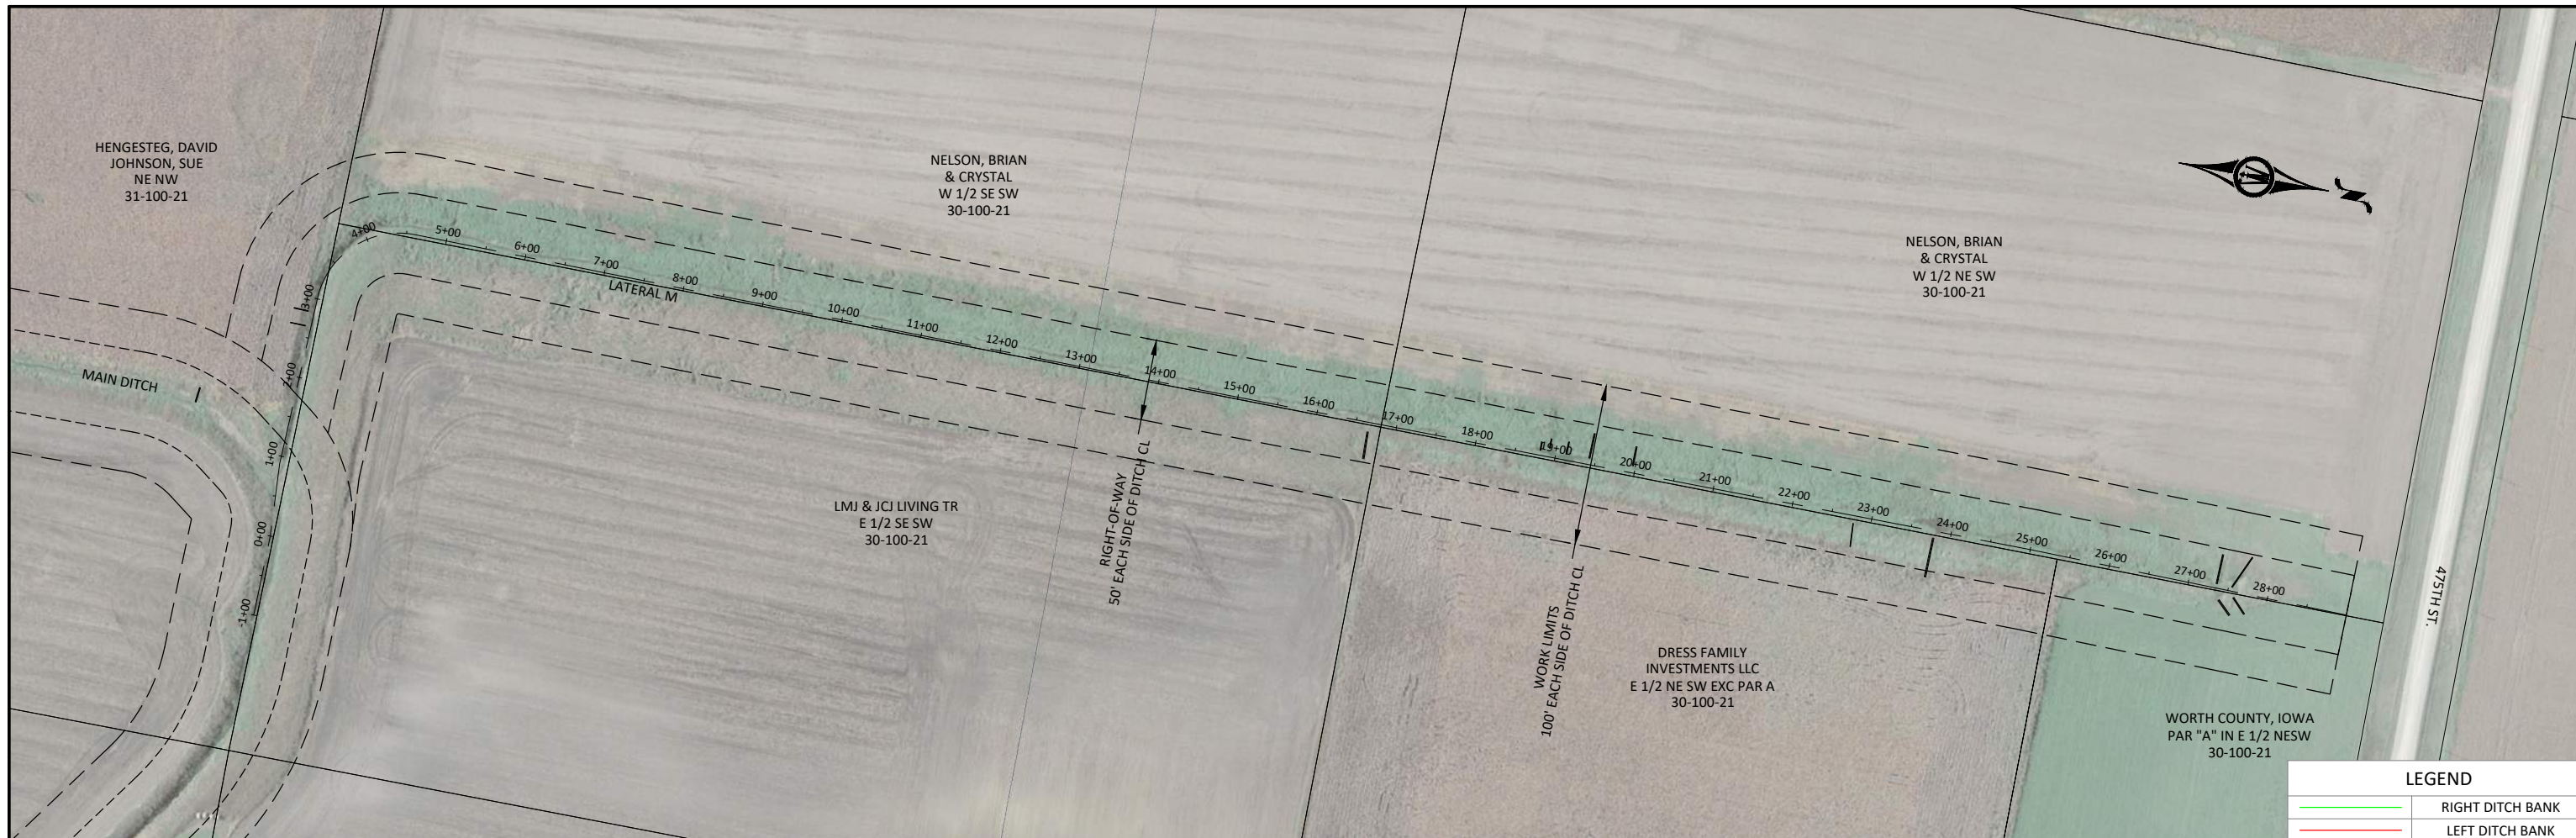 HENGESTEG, DAVID
JOHNSON, SUE
NE NW
31-100-21
NELSON, BRIAN
& CRYSTAL
W 1/2 SE SW
30-100-21
NELSON, BRIAN
& CRYSTAL
W 1/2 NE SW
30-100-21
N
MAIN DITCH
LATERAL M
-1+00
0+00
1+00
2+00
3+00
4+00
5+00
6+00
7+00
8+00
9+00
10+00
11+00
12+00
13+00
14+00
15+00
16+00
17+00
18+00
19+00
20+00
21+00
22+00
23+00
24+00
25+00
26+00
27+00
28+00
LMJ & JCJ LIVING TR
E 1/2 SE SW
30-100-21
RIGHT-OF-WAY
50' EACH SIDE OF DITCH CL
WORK LIMITS
100' EACH SIDE OF DITCH CL
DRESS FAMILY
INVESTMENTS LLC
E 1/2 NE SW EXC PAR A
30-100-21
WORTH COUNTY, IOWA
PAR "A" IN E 1/2 NESW
30-100-21
475TH ST.
LEGEND
RIGHT DITCH BANK
LEFT DITCH BANK